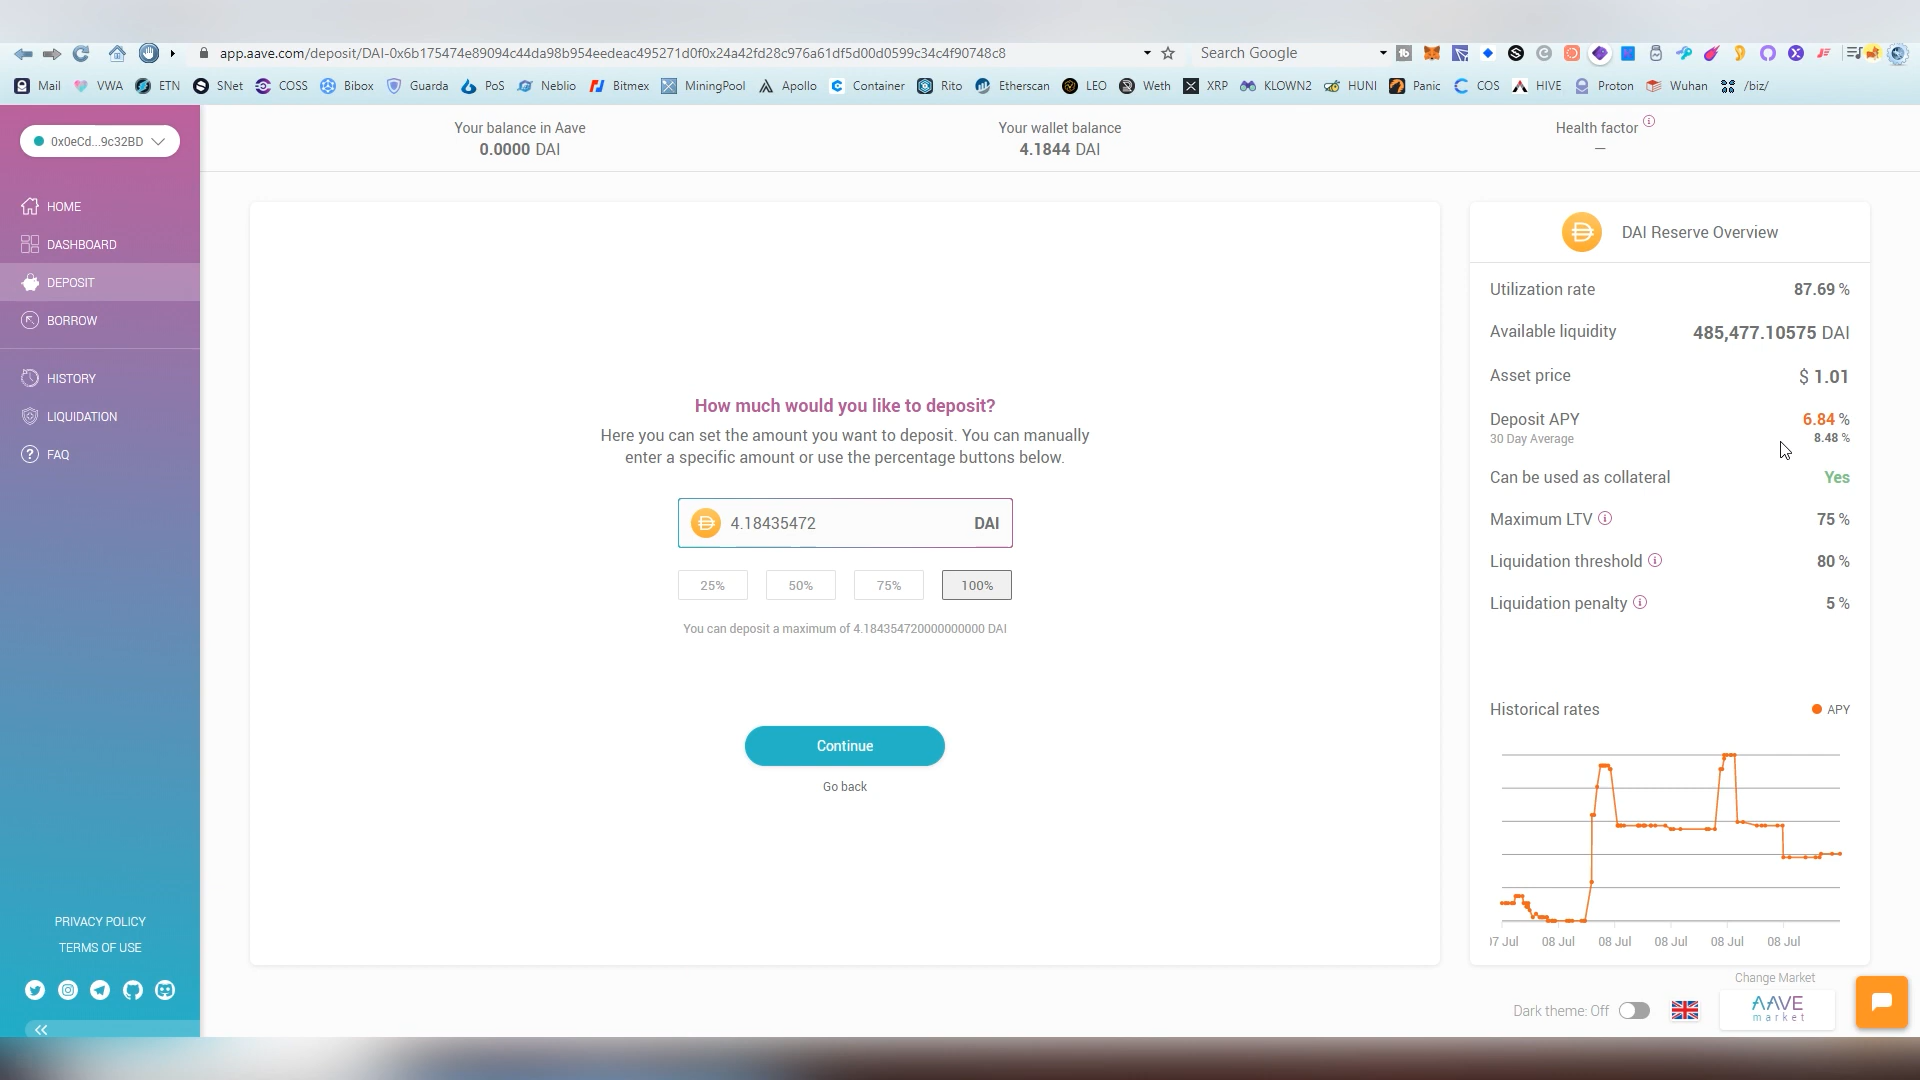 app.aave.com/deposit/DAI-0x6b175474e89094c44da98b954eedeac495271d0f0x24a42fd28c976a61df5d00d0599c34c4f90748c8
Search Google
Mail VWA ETN SNet COSS Bibox Guarda PoS Neblio Bitmex MiningPool Apollo Container Rito Etherscan LEO Weth XRP KLOWN2 HUNI Panic COS HIVE Proton Wuhan /biz/
0x0eCd...9c32BD
HOME
DASHBOARD
DEPOSIT
BORROW
HISTORY
LIQUIDATION
FAQ
PRIVACY POLICY
TERMS OF USE
Your balance in Aave
0.0000 DAI
Your wallet balance
4.1844 DAI
Health factor
—
How much would you like to deposit?
Here you can set the amount you want to deposit. You can manually
enter a specific amount or use the percentage buttons below.
4.18435472 DAI
25% 50% 75% 100%
You can deposit a maximum of 4.184354720000000000 DAI
Continue
Go back
DAI Reserve Overview
Utilization rate 87.69 %
Available liquidity 485,477.10575 DAI
Asset price $ 1.01
Deposit APY 6.84 %
30 Day Average 8.48 %
Can be used as collateral Yes
Maximum LTV 75 %
Liquidation threshold 80 %
Liquidation penalty 5 %
Historical rates APY
17 Jul 08 Jul 08 Jul 08 Jul 08 Jul 08 Jul
Change Market
Dark theme: Off
AAVE
market